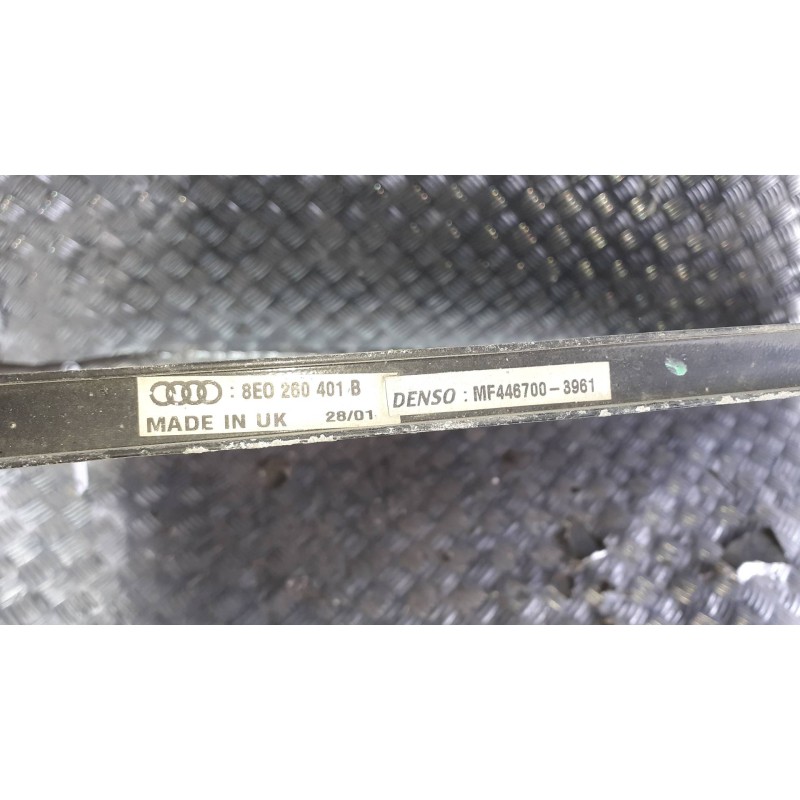 : 8E0 260 401 B
MADE IN UK 28/01
DENSO : MF446700-3961